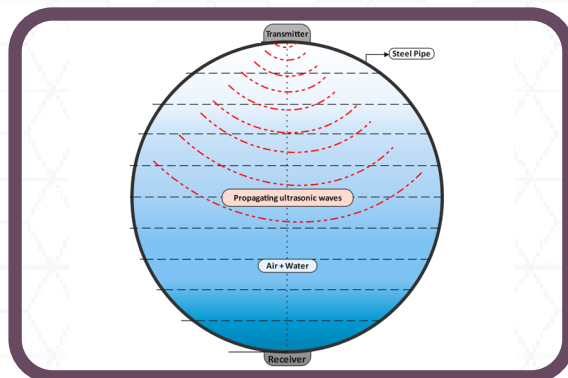 Transmitter
Steel Pipe
Propagating ultrasonic waves
Air + Water
Receiver